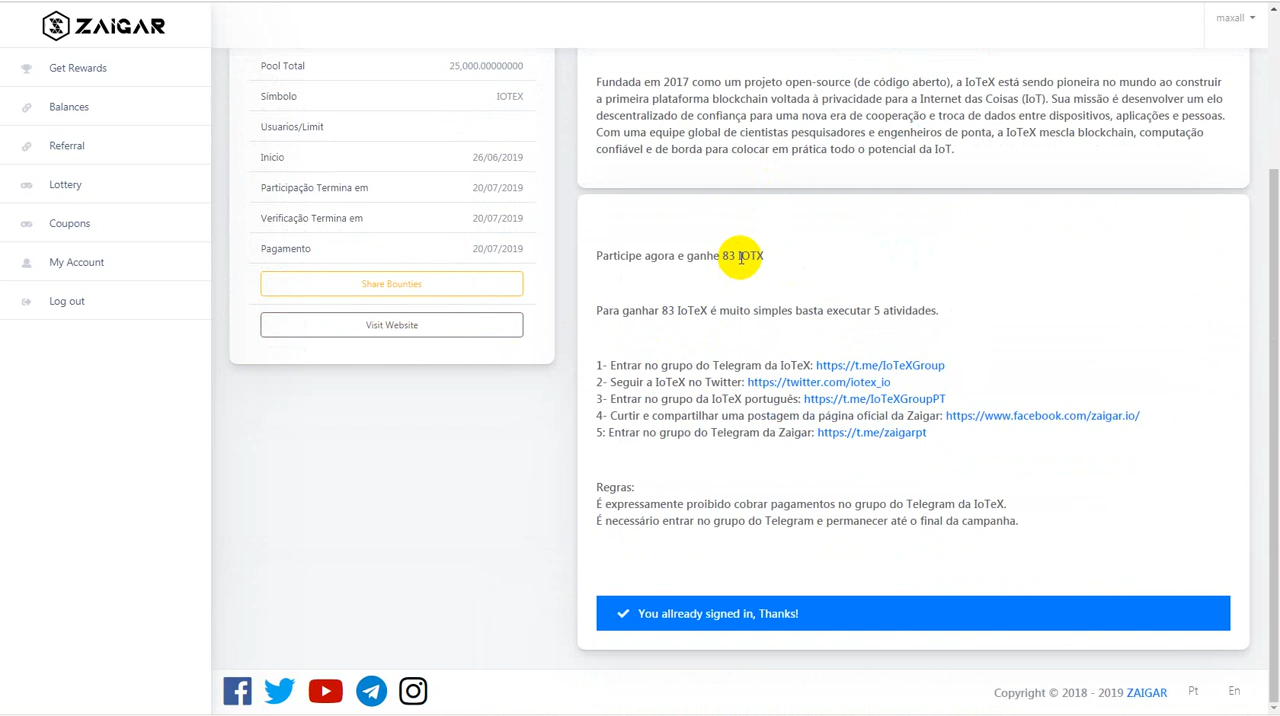 ZAIGAR
maxall
Get Rewards
Balances
Referral
Lottery
Coupons
My Account
Log out
Pool Total 25,000.00000000
Símbolo IOTEX
Usuarios/Limit
Inicio 26/06/2019
Participação Termina em 20/07/2019
Verificação Termina em 20/07/2019
Pagamento 20/07/2019
Share Bounties
Visit Website
Fundada em 2017 como um projeto open-source (de código aberto), a IoTeX está sendo pioneira no mundo ao construir
a primeira plataforma blockchain voltada à privacidade para a Internet das Coisas (IoT). Sua missão é desenvolver um elo
descentralizado de confiança para uma nova era de cooperação e troca de dados entre dispositivos, aplicações e pessoas.
Com uma equipe global de cientistas pesquisadores e engenheiros de ponta, a IoTeX mescla blockchain, computação
confiável e de borda para colocar em prática todo o potencial da IoT.
Participe agora e ganhe 83 IOTX
Para ganhar 83 IoTeX é muito simples basta executar 5 atividades.
1- Entrar no grupo do Telegram da IoTeX: https://t.me/IoTeXGroup
2- Seguir a IoTeX no Twitter: https://twitter.com/iotex_io
3- Entrar no grupo da IoTeX português: https://t.me/IoTeXGroupPT
4- Curtir e compartilhar uma postagem da página oficial da Zaigar: https://www.facebook.com/zaigar.io/
5: Entrar no grupo do Telegram da Zaigar: https://t.me/zaigarpt
Regras:
É expressamente proibido cobrar pagamentos no grupo do Telegram da IoTeX.
É necessário entrar no grupo do Telegram e permanecer até o final da campanha.
You allready signed in, Thanks!
Copyright © 2018 - 2019 ZAIGAR Pt En